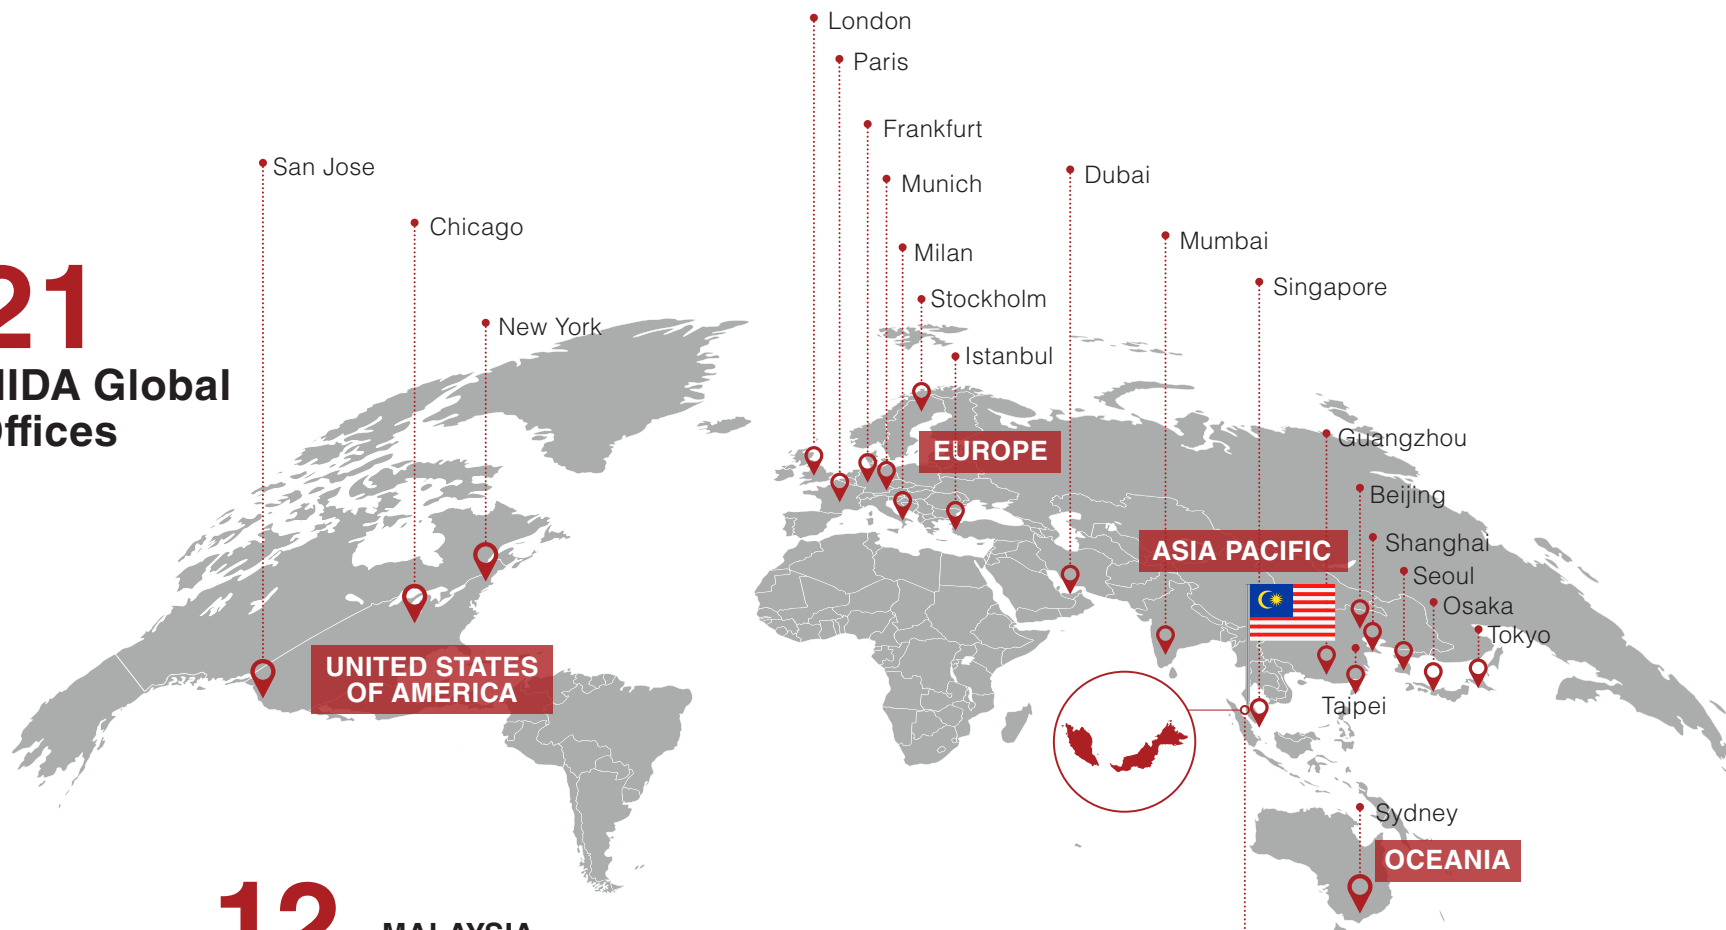 London
Paris
Frankfurt
San Jose
Munich
Dubai
Chicago
Mumbai
Milan
Singapore
Stockholm
21
New York
Istanbul
IDA Global
ffices
Guangzhou
EUROPE
Beijing
ASIA PACIFIC
Shanghai
Seoul
Osaka
Tokyo
UNITED STATES
OF AMERICA
Taipei
Sydney
OCEANIA
12
MALAYSIA